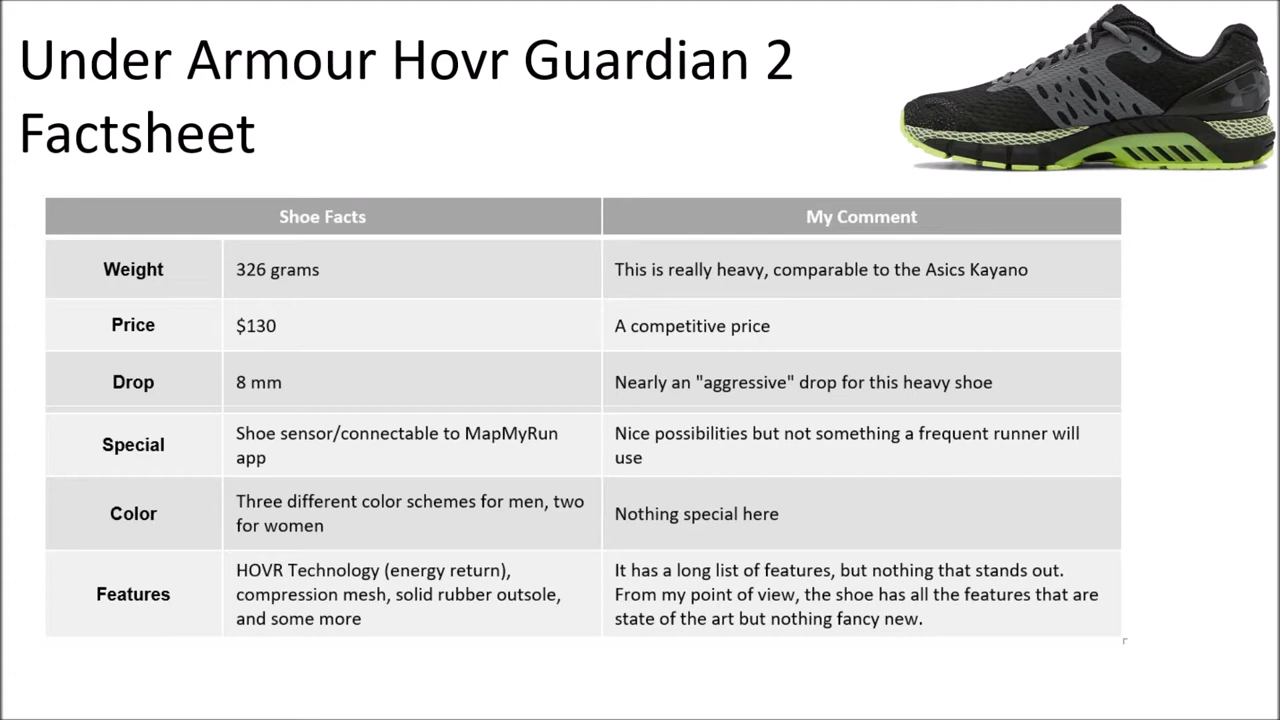 Under Armour Hovr Guardian 2
Factsheet
Shoe Facts
My Comment
Weight
326 grams
This is really heavy, comparable to the Asics Kayano
Price
$130
A competitive price
Drop
8 mm
Nearly an "aggressive" drop for this heavy shoe
Special
Shoe sensor/connectable to MapMyRun
app
Nice possibilities but not something a frequent runner will
use
Color
Three different color schemes for men, two
for women
Nothing special here
Features
HOVR Technology (energy return),
compression mesh, solid rubber outsole,
and some more
It has a long list of features, but nothing that stands out.
From my point of view, the shoe has all the features that are
state of the art but nothing fancy new.